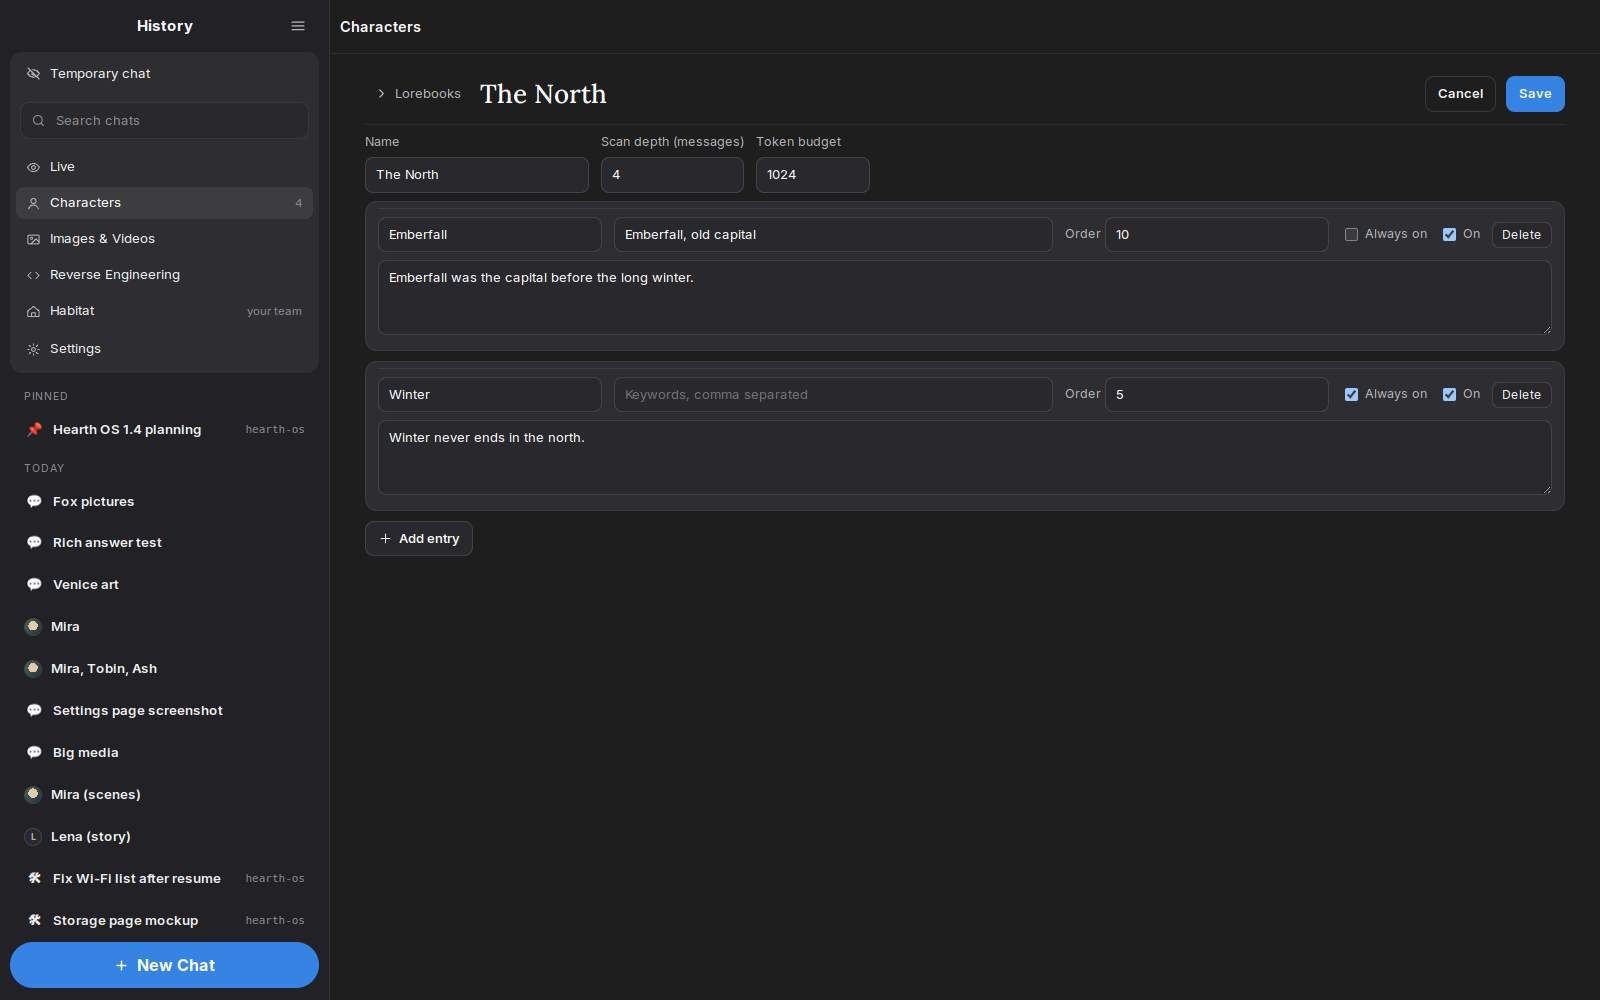 History
Temporary chat
Search chats
Live
Characters 4
Images & Videos
Reverse Engineering
Habitat your team
Settings
PINNED
Hearth OS 1.4 planning hearth-os
TODAY
Fox pictures
Rich answer test
Venice art
Mira
Mira, Tobin, Ash
Settings page screenshot
Big media
Mira (scenes)
L Lena (story)
Fix Wi-Fi list after resume hearth-os
Storage page mockup hearth-os
New Chat
Characters
Lorebooks The North Cancel Save
Name Scan depth (messages) Token budget
The North 4 1024
Emberfall Emberfall, old capital Order 10 Always on On Delete
Emberfall was the capital before the long winter.
Winter Keywords, comma separated Order 5 Always on On Delete
Winter never ends in the north.
Add entry